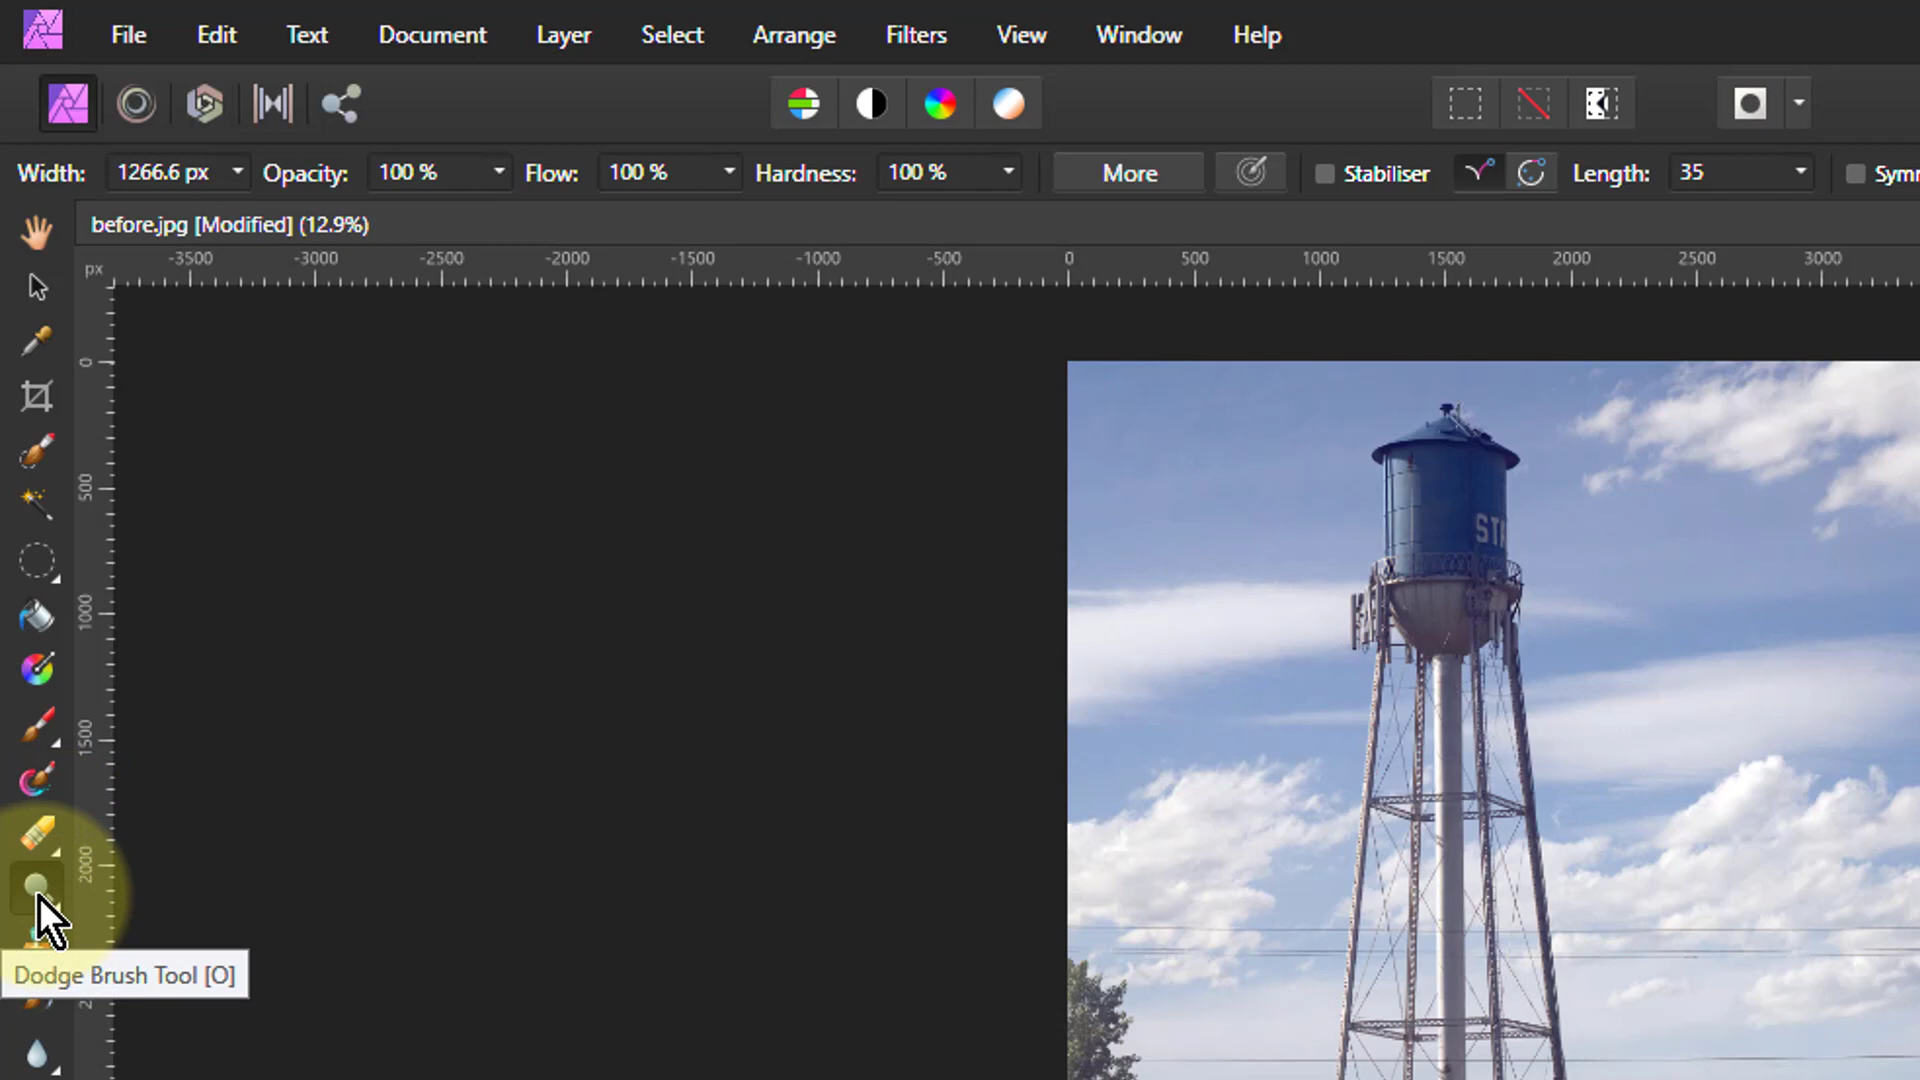 File Edit Text Document Layer Select Arrange Filters View Window Help
Width: 1266.6 px Opacity: 100 % Flow: 100 % Hardness: 100 % More Stabiliser Length: 35
before.jpg [Modified] (12.9%)
px -3500 -3000 -2500 -2000 -1500 -1000 -500 0 500 1000 1500 2000 2500 3000
0
500
1000
1500
2000
Dodge Brush Tool [O]